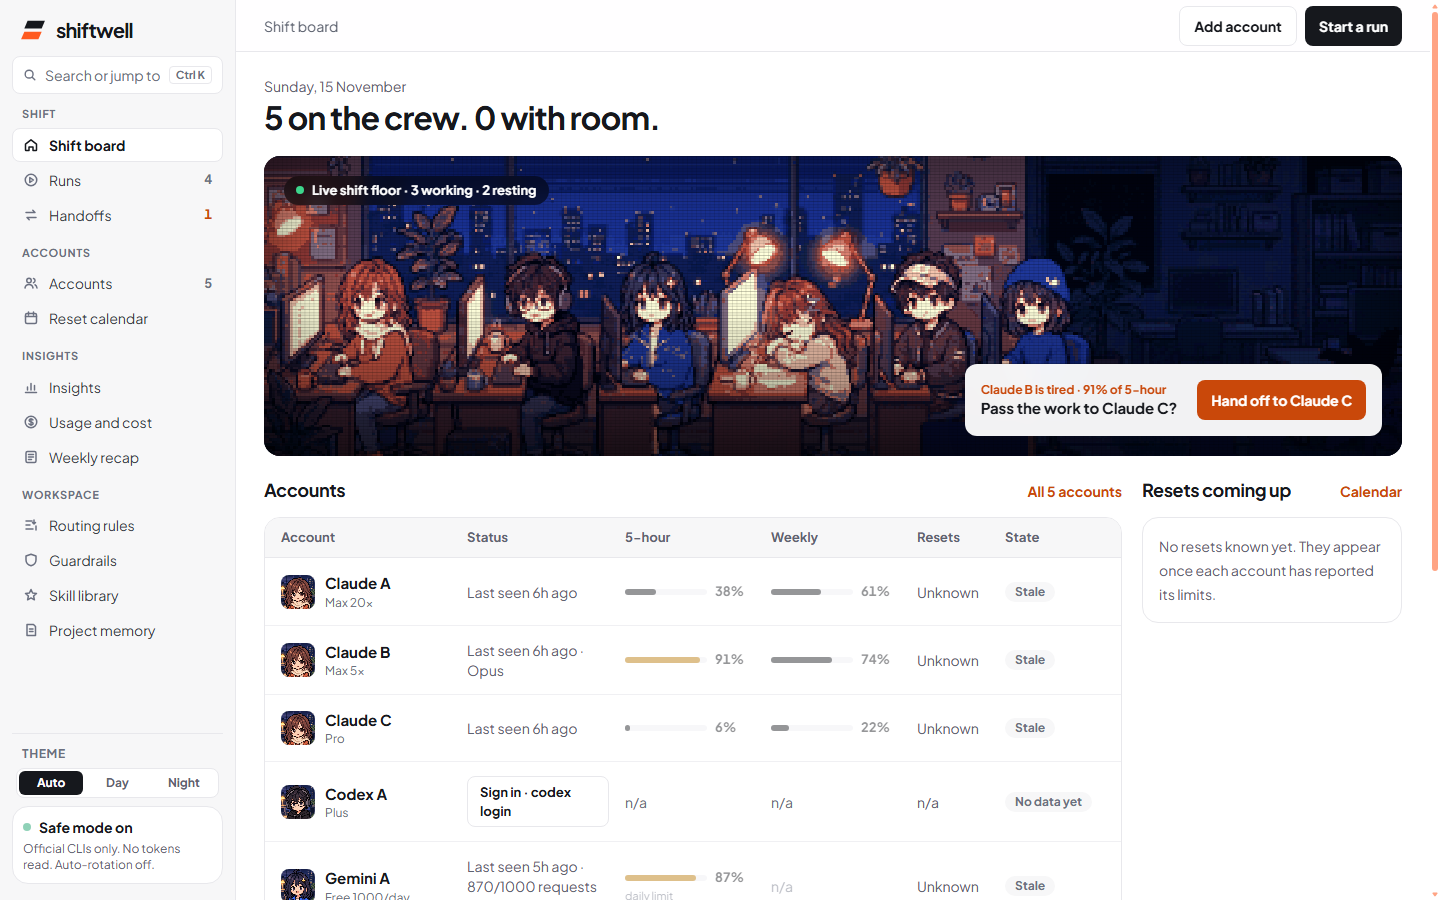 shiftwell
Search or jump to
Ctrl K
SHIFT
Shift board
Runs
4
Handoffs
1
ACCOUNTS
Accounts
5
Reset calendar
INSIGHTS
Insights
Usage and cost
Weekly recap
WORKSPACE
Routing rules
Guardrails
Skill library
Project memory
THEME
Auto
Day
Night
Safe mode on
Official CLIs only. No tokens
read. Auto-rotation off.
Shift board
Add account
Start a run
Sunday, 15 November
5 on the crew. 0 with room.
Live shift floor · 3 working · 2 resting
Claude B is tired · 91% of 5-hour
Pass the work to Claude C?
Hand off to Claude C
Accounts
All 5 accounts
Account
Status
5-hour
Weekly
Resets
State
Claude A
Max 20×
Last seen 6h ago
38%
61%
Unknown
Stale
Claude B
Max 5×
Last seen 6h ago ·
Opus
91%
74%
Unknown
Stale
Claude C
Pro
Last seen 6h ago
6%
22%
Unknown
Stale
Codex A
Plus
Sign in · codex
login
n/a
n/a
n/a
No data yet
Gemini A
Free 1000/day
Last seen 5h ago ·
870/1000 requests
87%
daily limit
n/a
Unknown
Stale
Resets coming up
Calendar
No resets known yet. They appear
once each account has reported
its limits.